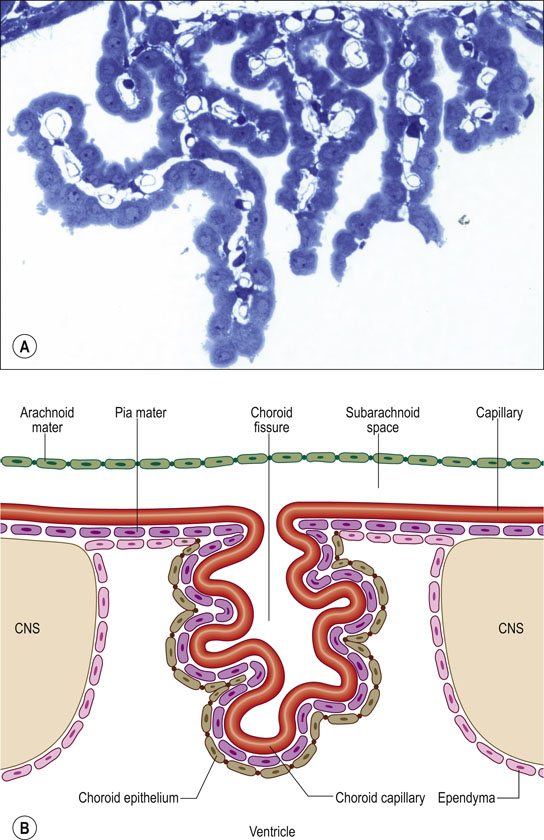 A
Arachnoid
mater
Pia mater
Choroid
fissure
Subarachnoid
space
Capillary
CNS
CNS
Choroid epithelium
Choroid capillary
Ependyma
B
Ventricle